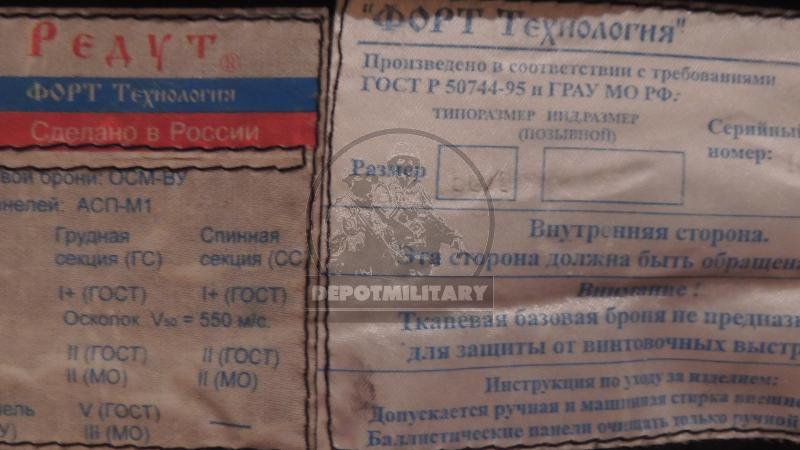 Редут®
ФОРТ Технология
Сделано в России
вой брони: ОСМ-ВУ
нелей: АСП-М1
Грудная Спинная
секция (ГС) секция (СС
I+ (ГОСТ) I+ (ГОСТ)
Осколок V50 = 550 м/с.
II (ГОСТ) II (ГОСТ)
II (МО) II (МО)
ель V (ГОСТ) —
У) IIi (МО)
"ФОРТ Технология"
Произведено в соответствии с требованиями
ГОСТ Р 50744-95 и ГРАУ МО РФ:
ТИПОРАЗМЕР ИНД.РАЗМЕР
(ПОЗЫВНОЙ)
Серийный
номер:
Размер
Внутренняя сторона.
Эта сторона должна быть обращена
Внимание !
Тканевая базовая броня не предназ
для защиты от винтовочных выстр
Инструкция по уходу за изделием:
Допускается ручная и машинная стирка внешне
Баллистические панели очищать только ручной
DEPOTMILITARY